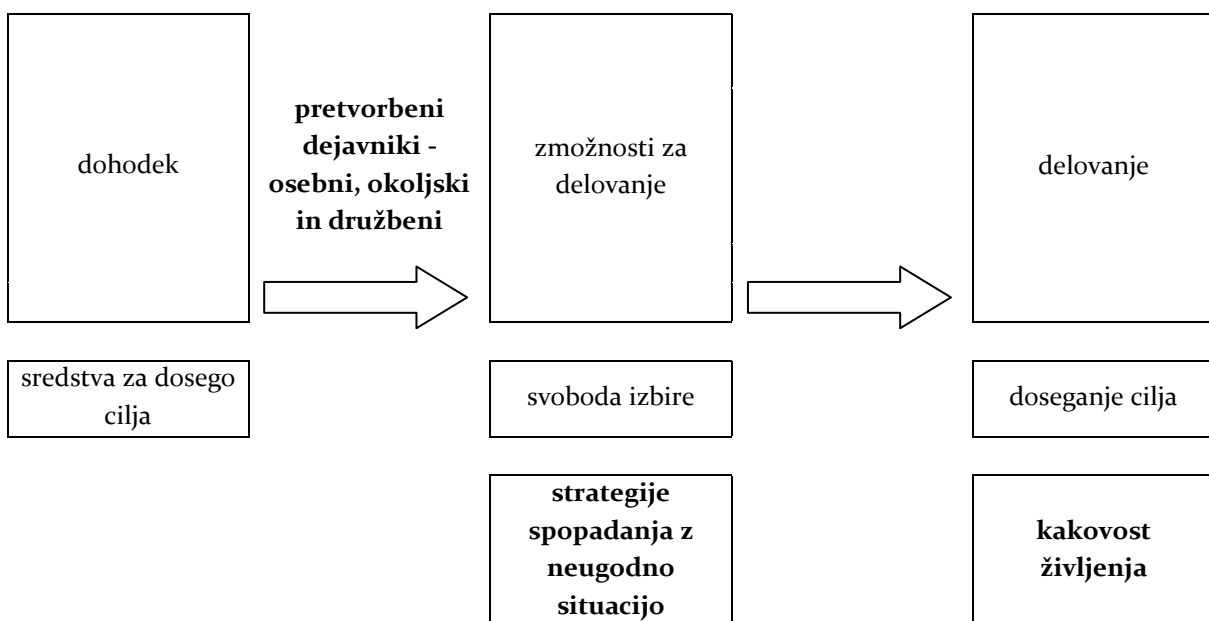 dohodek
pretvorbeni
dejavniki -
osebni, okoljski
in družbeni
zmožnosti za
delovanje
delovanje
sredstva za dosego
cilja
svoboda izbire
doseganje cilja
strategije
spopadanja z
neugodno
situacijo
kakovost
življenja